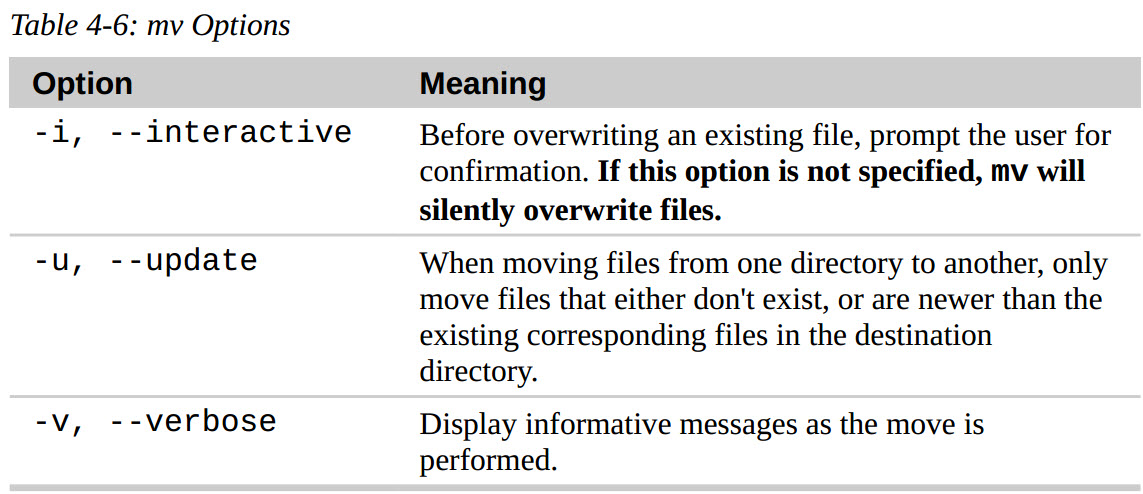 Table 4-6: mv Options
Option Meaning
-i, --interactive Before overwriting an existing file, prompt the user for
confirmation. If this option is not specified, mv will
silently overwrite files.
-u, --update When moving files from one directory to another, only
move files that either don't exist, or are newer than the
existing corresponding files in the destination
directory.
-v, --verbose Display informative messages as the move is
performed.